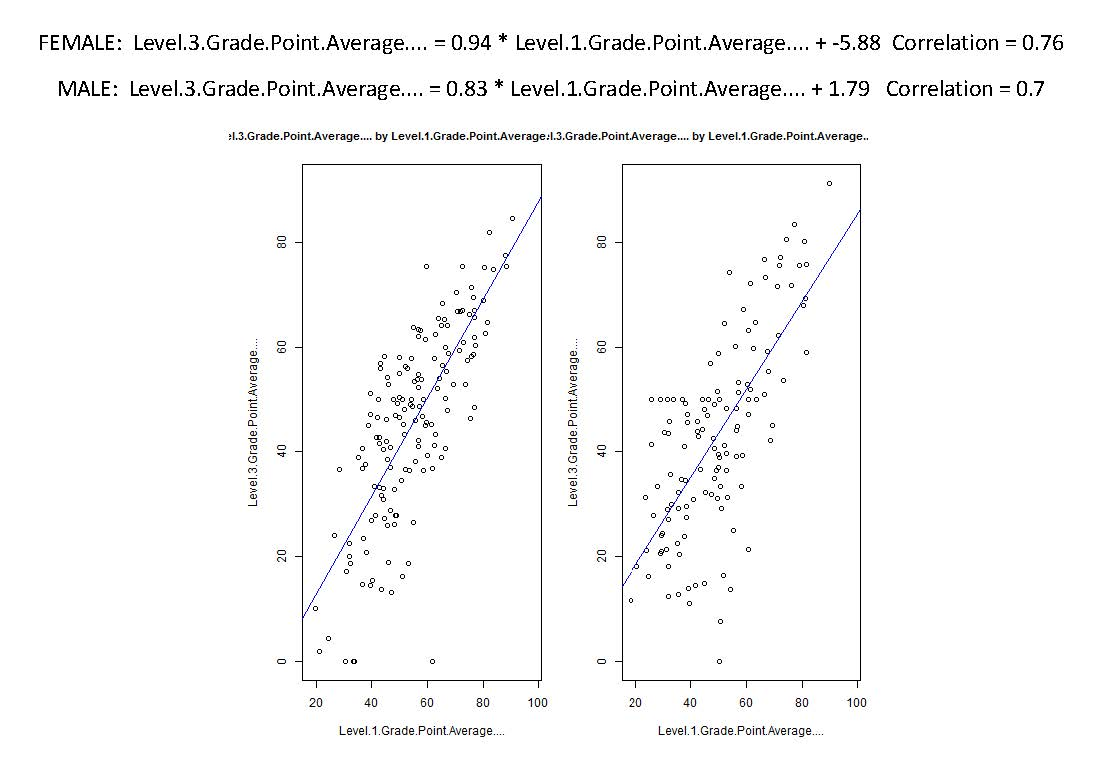 FEMALE: Level.3.Grade.Point.Average.... = 0.94 * Level.1.Grade.Point.Average.... + -5.88 Correlation = 0.76
MALE: Level.3.Grade.Point.Average.... = 0.83 * Level.1.Grade.Point.Average.... + 1.79 Correlation = 0.7
el.3.Grade.Point.Average.... by Level.1.Grade.Point.Average.
el.3.Grade.Point.Average.... by Level.1.Grade.Point.Average..
Level.3.Grade.Point.Average....
0 20 40 60 80
20 40 60 80 100
Level.1.Grade.Point.Average....
Level.3.Grade.Point.Average....
0 20 40 60 80
20 40 60 80 100
Level.1.Grade.Point.Average....